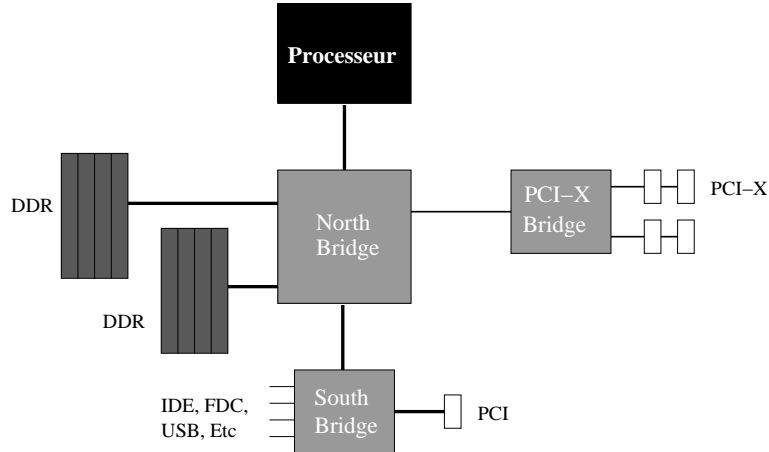 Processeur
DDR
North
Bridge
PCI–X
Bridge
PCI–X
DDR
IDE, FDC,
USB, Etc
South
Bridge
PCI